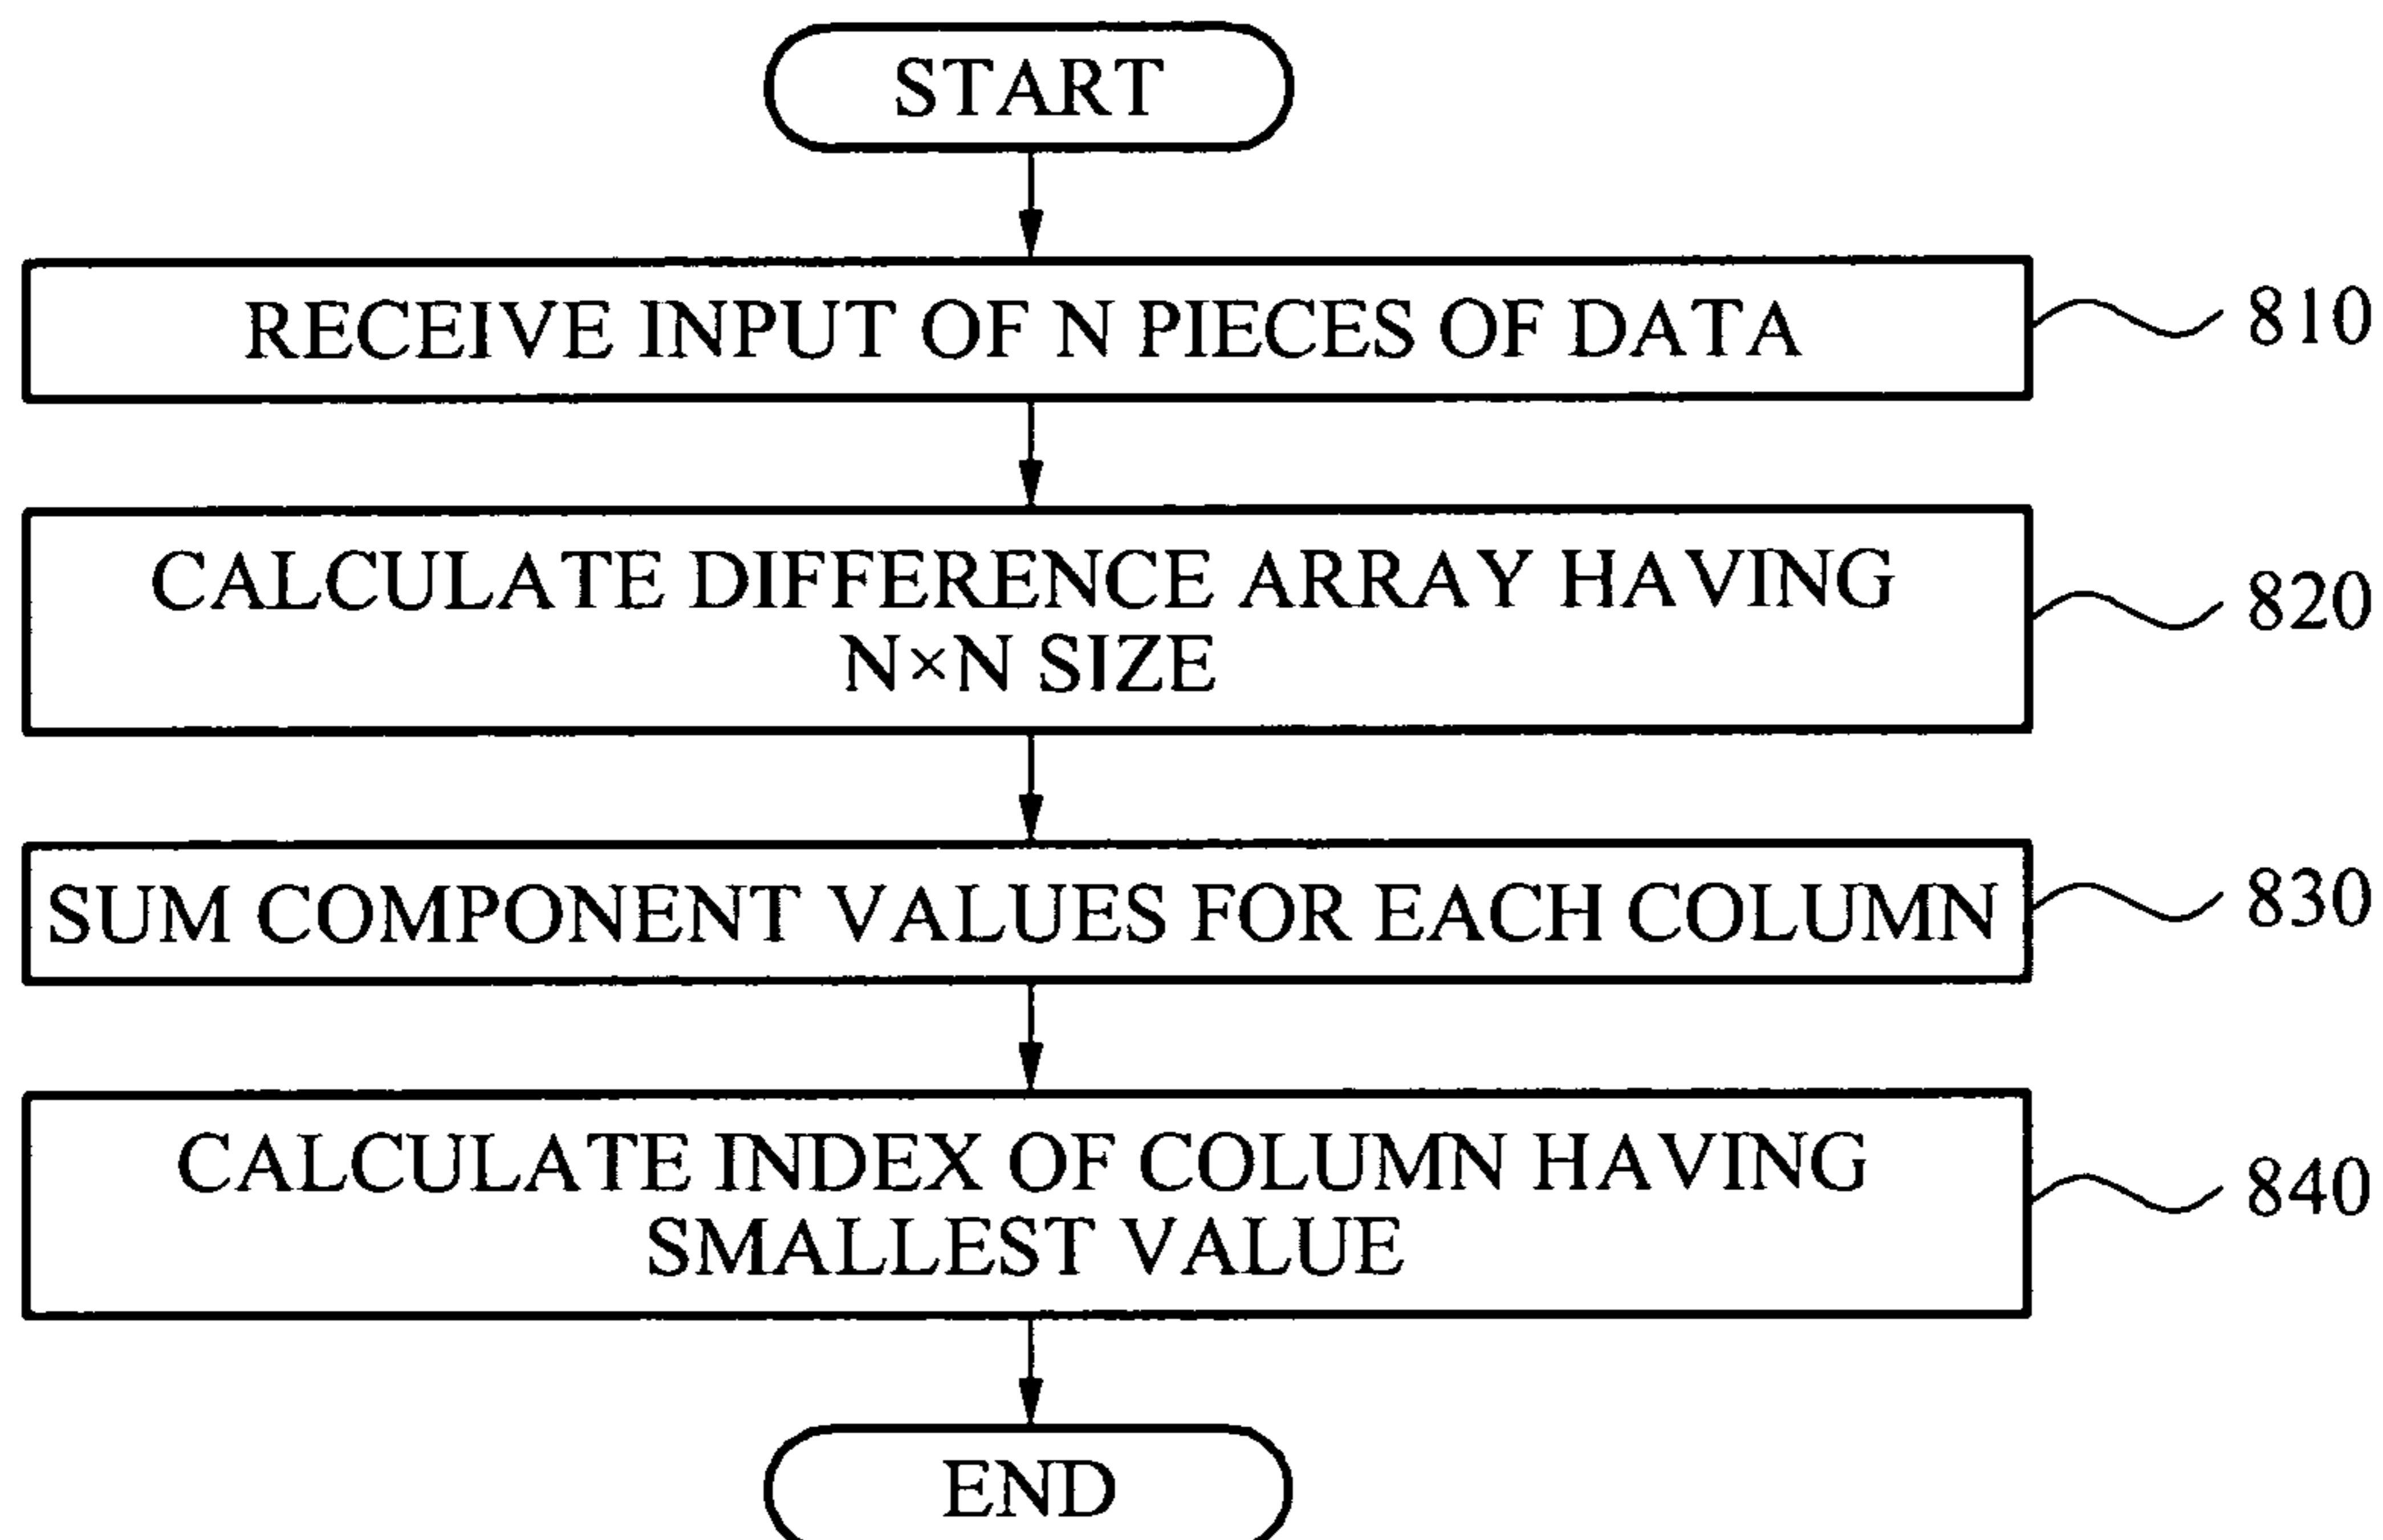 START
RECEIVE INPUT OF N PIECES OF DATA
810
CALCULATE DIFFERENCE ARRAY HAVING
N×N SIZE
820
SUM COMPONENT VALUES FOR EACH COLUMN
830
CALCULATE INDEX OF COLUMN HAVING
SMALLEST VALUE
840
END